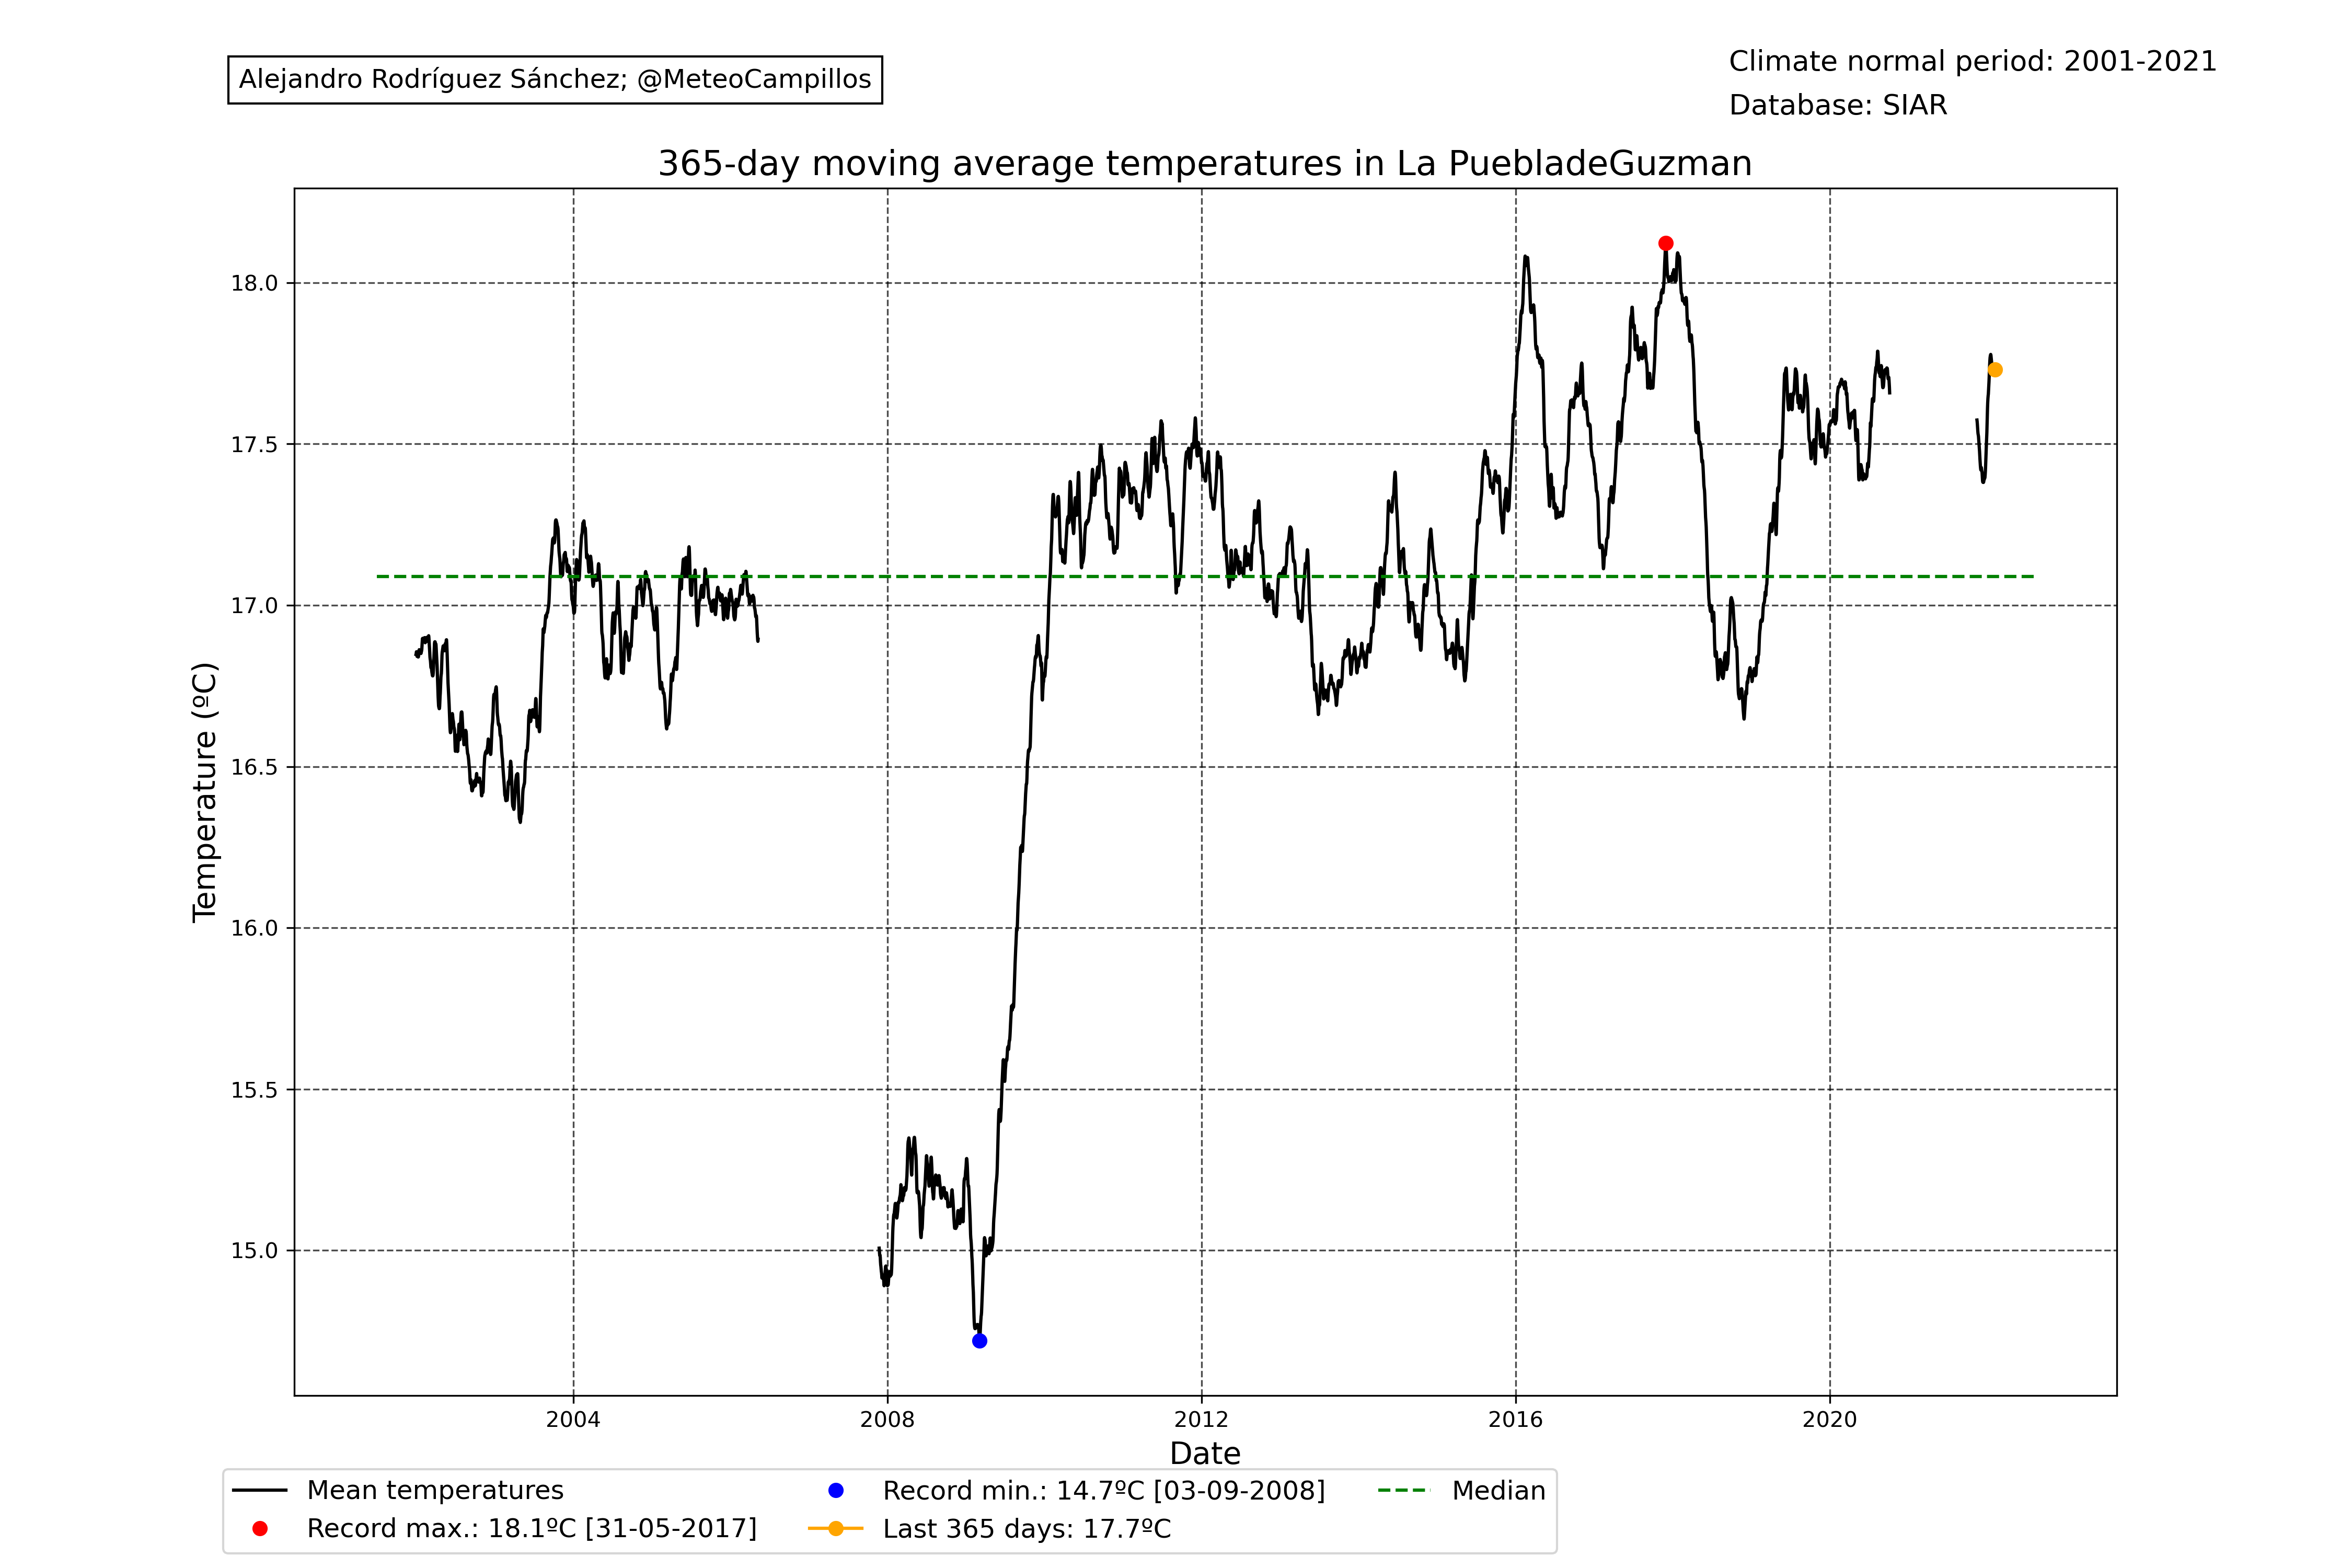 Alejandro Rodríguez Sánchez; @MeteoCampillos
Climate normal period: 2001-2021
Database: SIAR
365-day moving average temperatures in La PuebladeGuzman
Temperature (ºC)
18.0
17.5
17.0
16.5
16.0
15.5
15.0
2004 2008 2012 2016 2020
Date
Mean temperatures
Record max.: 18.1ºC [31-05-2017]
Record min.: 14.7ºC [03-09-2008]
Last 365 days: 17.7ºC
Median